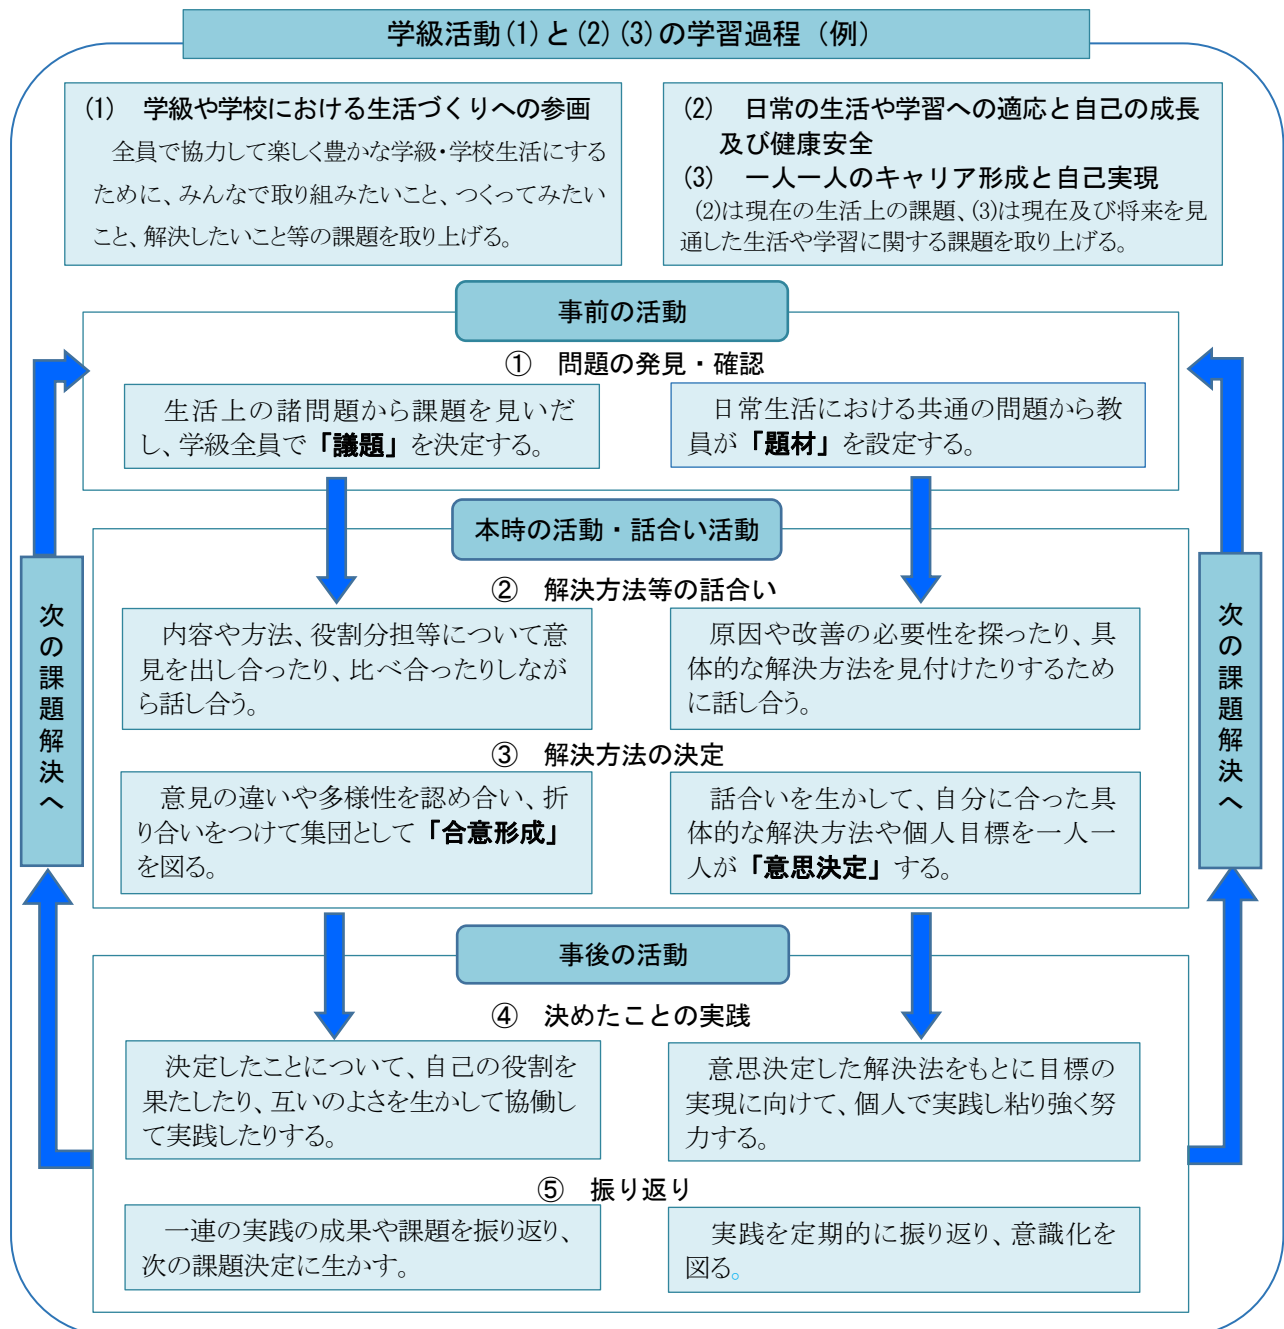 学級活動(1)と(2)(3)の学習過程（例）
(1)　学級や学校における生活づくりへの参画
全員で協力して楽しく豊かな学級・学校生活にする
ために、みんなで取り組みたいこと、つくってみたい
こと、解決したいこと等の課題を取り上げる。
(2)　日常の生活や学習への適応と自己の成長
及び健康安全
(3)　一人一人のキャリア形成と自己実現
(2)は現在の生活上の課題、(3)は現在及び将来を見
通した生活や学習に関する課題を取り上げる。
事前の活動
①　問題の発見・確認
生活上の諸問題から課題を見いだ
し、学級全員で「議題」を決定する。
日常生活における共通の問題から教
員が「題材」を設定する。
本時の活動・話合い活動
②　解決方法等の話合い
内容や方法、役割分担等について意
見を出し合ったり、比べ合ったりしなが
ら話し合う。
原因や改善の必要性を探ったり、具
体的な解決方法を見付けたりするため
に話し合う。
③　解決方法の決定
意見の違いや多様性を認め合い、折
り合いをつけて集団として「合意形成」
を図る。
話合いを生かして、自分に合った具
体的な解決方法や個人目標を一人一
人が「意思決定」する。
事後の活動
④　決めたことの実践
決定したことについて、自己の役割を
果たしたり、互いのよさを生かして協働し
て実践したりする。
意思決定した解決法をもとに目標の
実現に向けて、個人で実践し粘り強く努
力する。
⑤　振り返り
一連の実践の成果や課題を振り返り、
次の課題決定に生かす。
実践を定期的に振り返り、意識化を
図る。
次の課題解決へ
次の課題解決へ